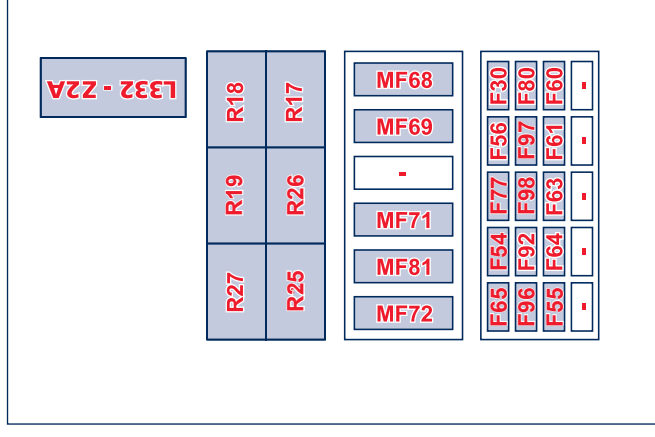 L332 - Z2A
R18 R17
R19 R26
R27 R25
MF68
MF69
-
MF71
MF81
MF72
F30 F80 F60 -
F56 F97 F61 -
F77 F98 F63 -
F54 F92 F64 -
F65 F96 F55 -